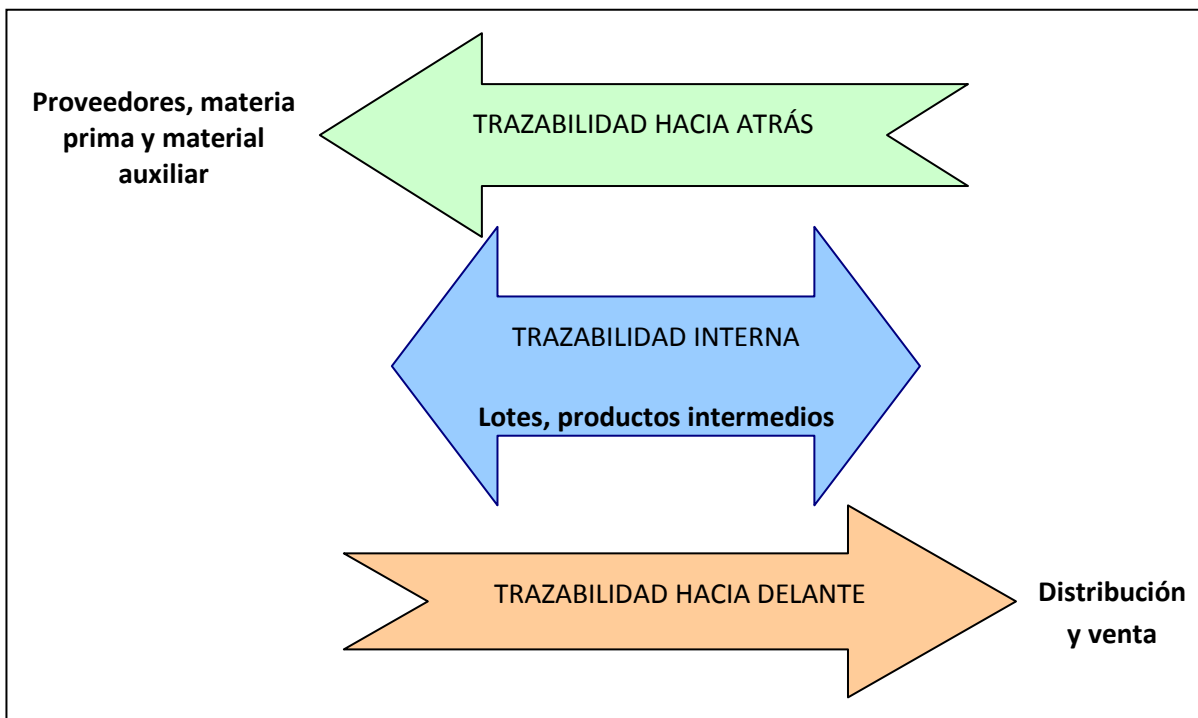 Proveedores, materia
prima y material
auxiliar
TRAZABILIDAD HACIA ATRÁS
TRAZABILIDAD INTERNA
Lotes, productos intermedios
TRAZABILIDAD HACIA DELANTE
Distribución
y venta